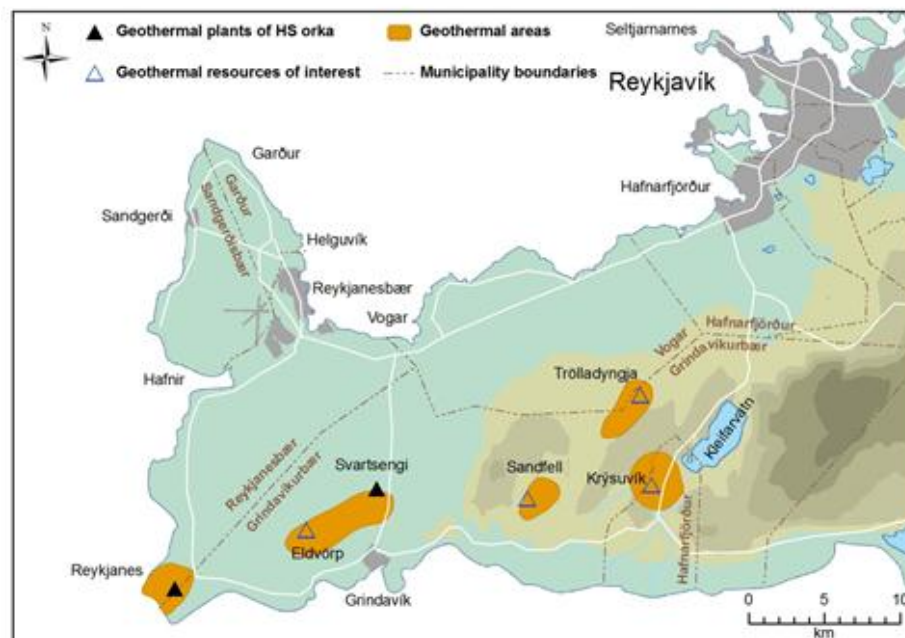 N
Geothermal plants of HS orka
Geothermal areas
Geothermal resources of interest
Municipality boundaries
Seltjarnarnes
Reykjavík
Garður
Garður
Sandgerðisbær
Sandgerði
Hafnarfjörður
Helguvík
Reykjanesbær
Vogar
Vogar
Hafnarfjörður
Grindavíkurbær
Hafnir
Trölladyngja
Kleifarvatn
Reykjanesbær
Grindavíkurbær
Svartsengi
Sandfell
Krýsuvík
Eldvörp
Hafnarfjörður
Reykjanes
Grindavík
0 5 10
km